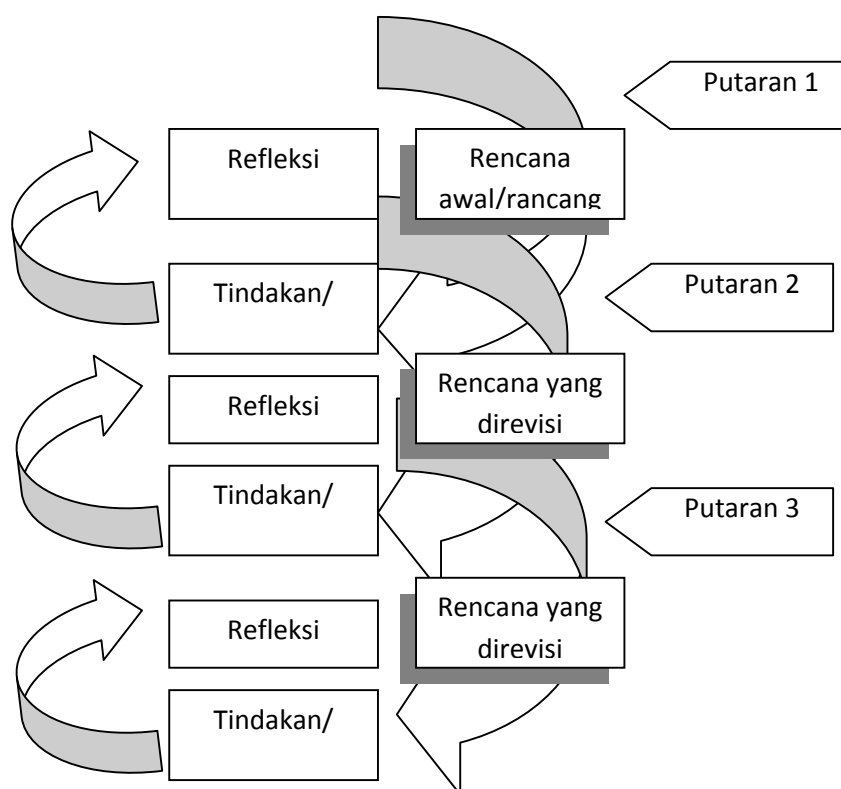 Putaran 1
Refleksi
Rencana
awal/rancang
Tindakan/
Putaran 2
Refleksi
Rencana yang
direvisi
Tindakan/
Putaran 3
Refleksi
Rencana yang
direvisi
Tindakan/